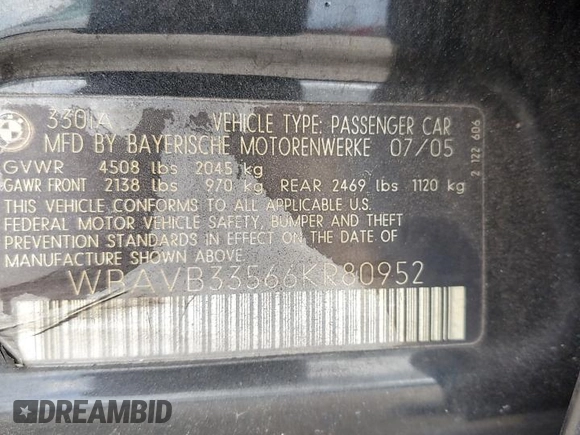 330iA VEHICLE TYPE: PASSENGER CAR
MFD BY BAYERISCHE MOTORENWERKE 07/05
GVWR 4508 lbs 2045 kg
GAWR FRONT 2138 lbs 970 kg REAR 2469 lbs 1120 kg
THIS VEHICLE CONFORMS TO ALL APPLICABLE U.S.
FEDERAL MOTOR VEHICLE SAFETY, BUMPER AND THEFT
PREVENTION STANDARDS IN EFFECT ON THE DATE OF
MANUFACTURE SHOWN ABOVE.
WBAVB33566KR80952
2 122 606
DREAMBID